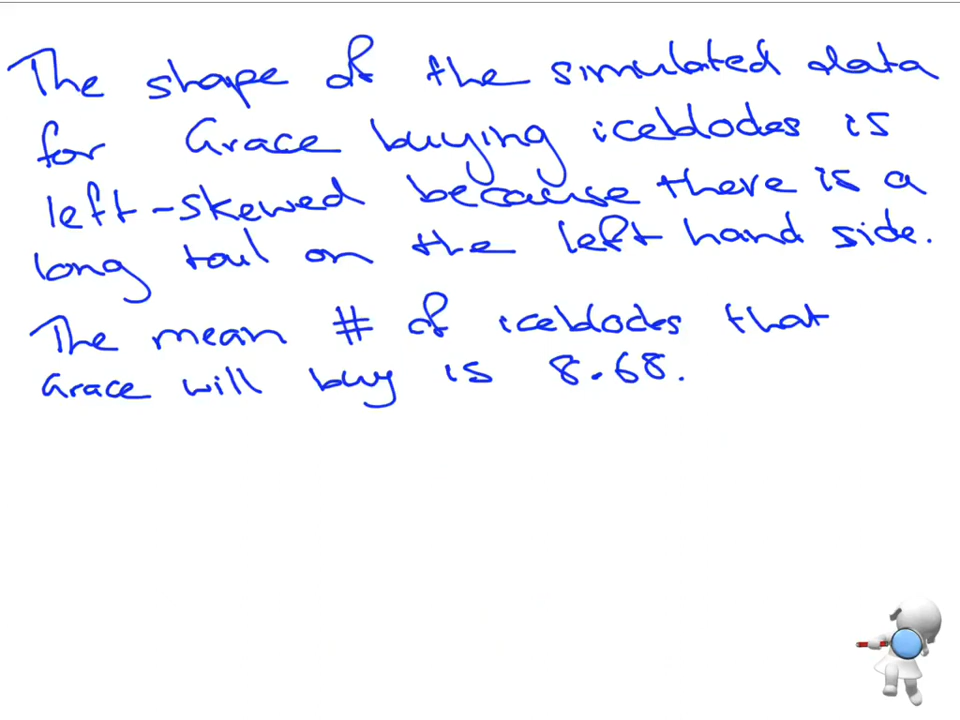 The shape of the simulated data
for Grace buying iceblocks is
left-skewed because there is a
long tail on the left hand side.
The mean # of iceblocks that
Grace will buy is 8.68.